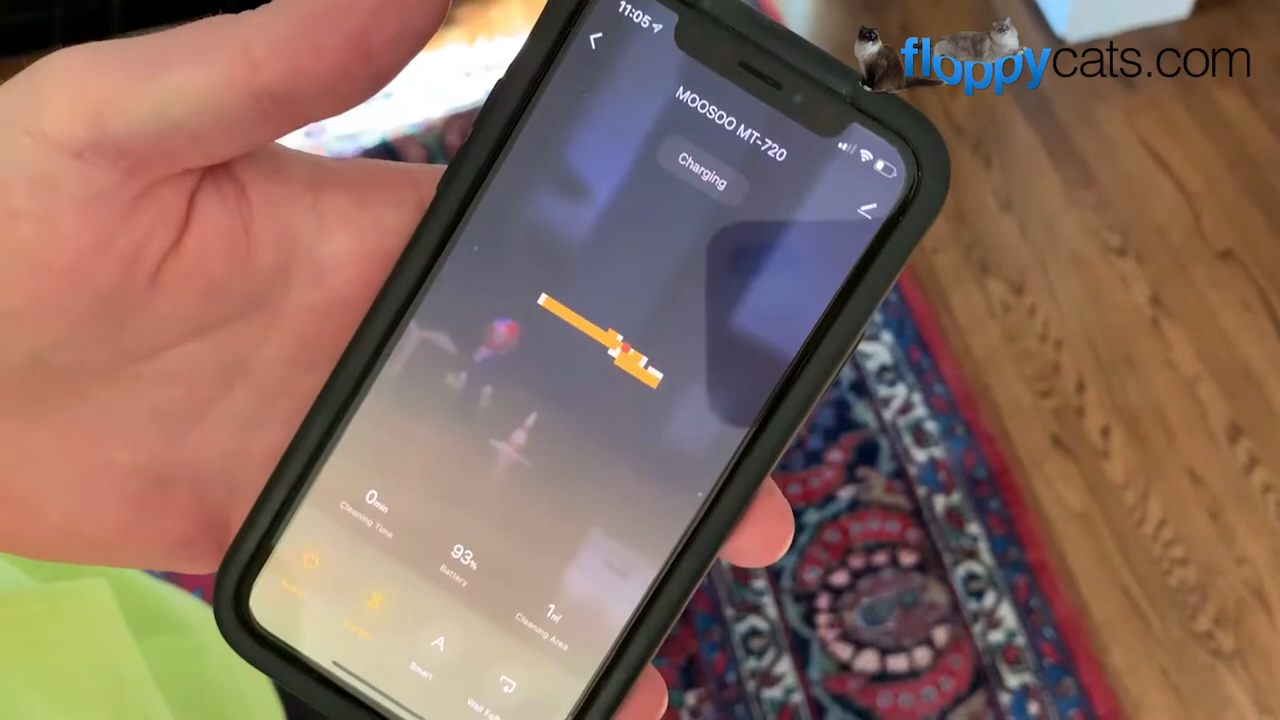 floppycats.com
11:05
MOOSOO MT-720
Charging
0min
Cleaning Time
93%
Battery
1㎡
Cleaning Area
Smart